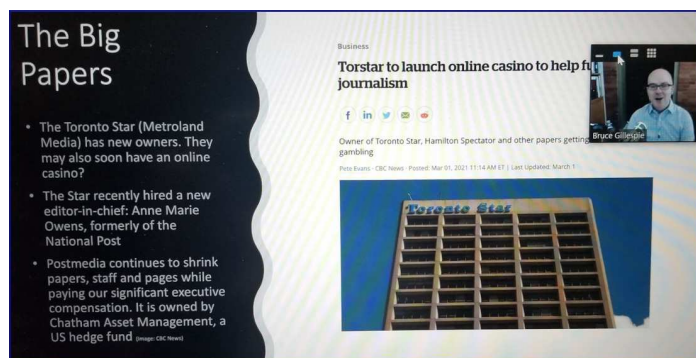 The Big
Papers
• The Toronto Star (Metroland
Media) has new owners. They
may also soon have an online
casino?
• The Star recently hired a new
editor-in-chief: Anne Marie
Owens, formerly of the
National Post
• Postmedia continues to shrink
papers, staff and pages while
paying our significant executive
compensation. It is owned by
Chatham Asset Management, a
US hedge fund (Image: CBC News)
Business
Torstar to launch online casino to help fu
journalism
Owner of Toronto Star, Hamilton Spectator and other papers getting
gambling
Pete Evans · CBC News · Posted: Mar 01, 2021 11:14 AM ET | Last Updated: March 1
Toronto Star
Bruce Gillespie